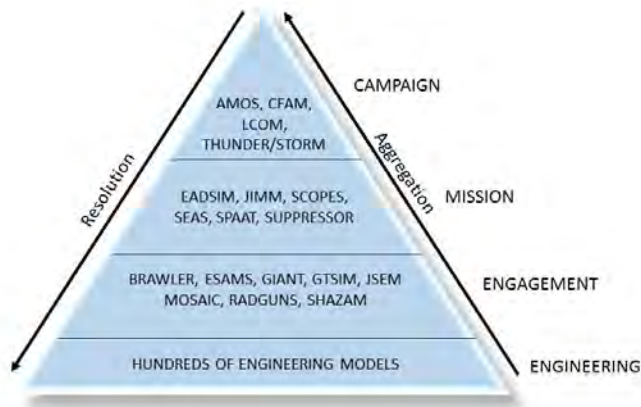 CAMPAIGN
AMOS, CFAM,
LCOM,
THUNDER/STORM
Resolution
Aggregation
MISSION
EADSIM, JIMM, SCOPES,
SEAS, SPAAT, SUPPRESSOR
ENGAGEMENT
BRAWLER, ESAMS, GIANT, GTSIM, JSEM
MOSAIC, RADGUNS, SHAZAM
HUNDREDS OF ENGINEERING MODELS
ENGINEERING